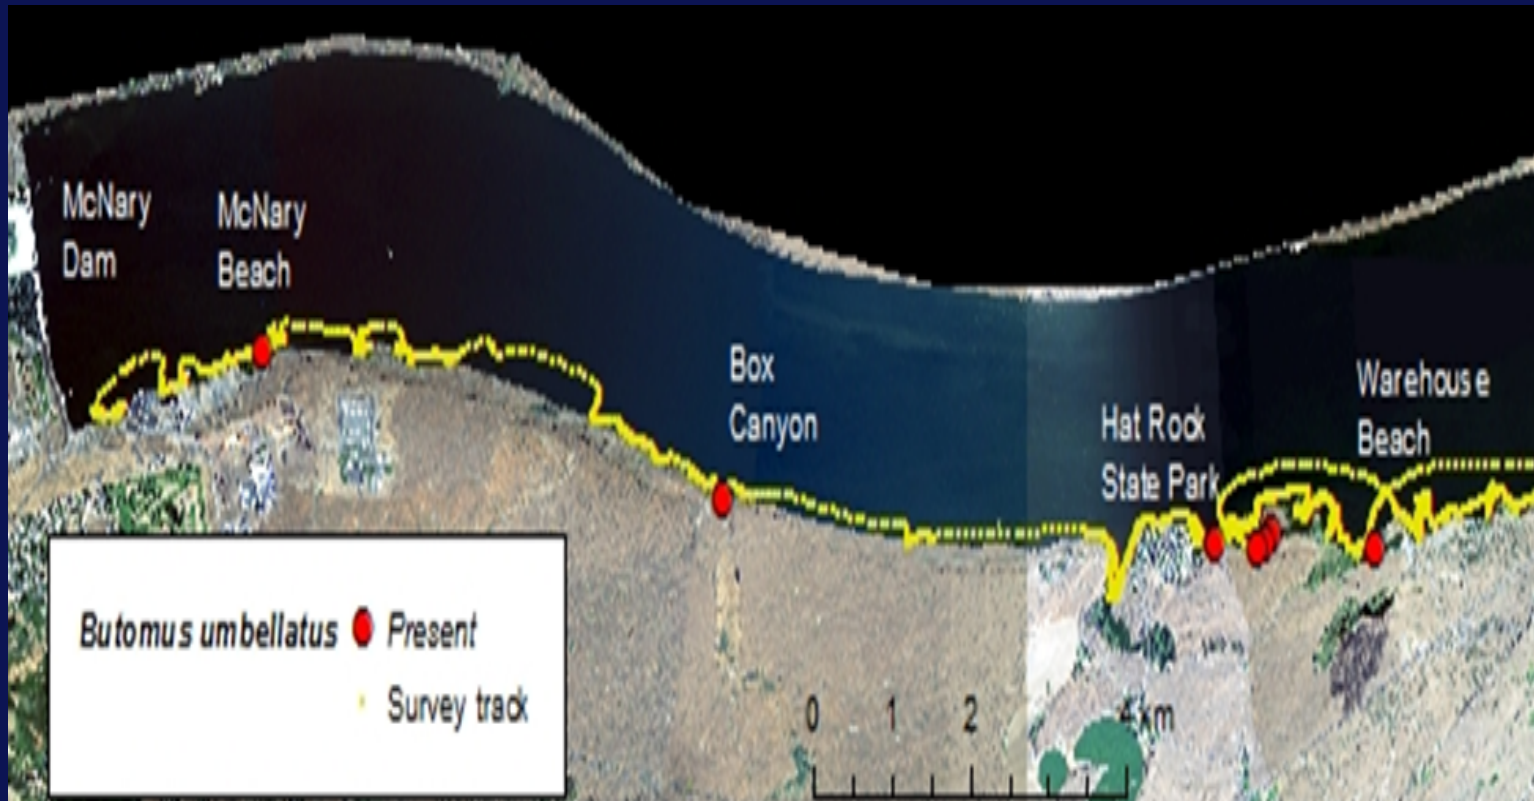 McNary
Dam
McNary
Beach
Box
Canyon
Hat Rock
State Park
Warehouse
Beach
Butomus umbellatus Present
Survey track
0 1 2 4 km